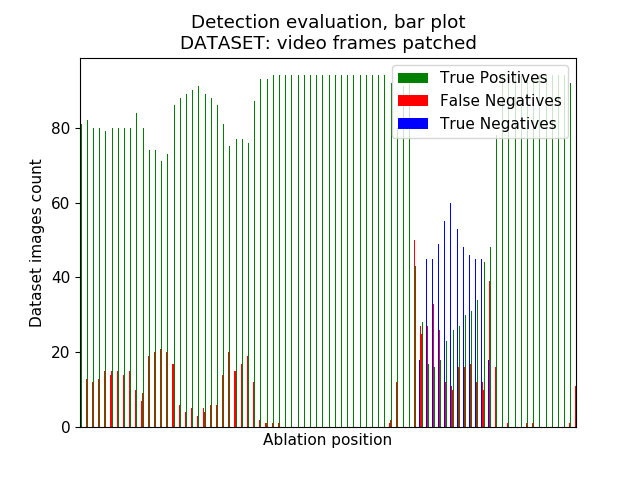 Detection evaluation, bar plot
DATASET: video frames patched
True Positives
False Negatives
True Negatives
80
60
40
20
0
Dataset images count
Ablation position